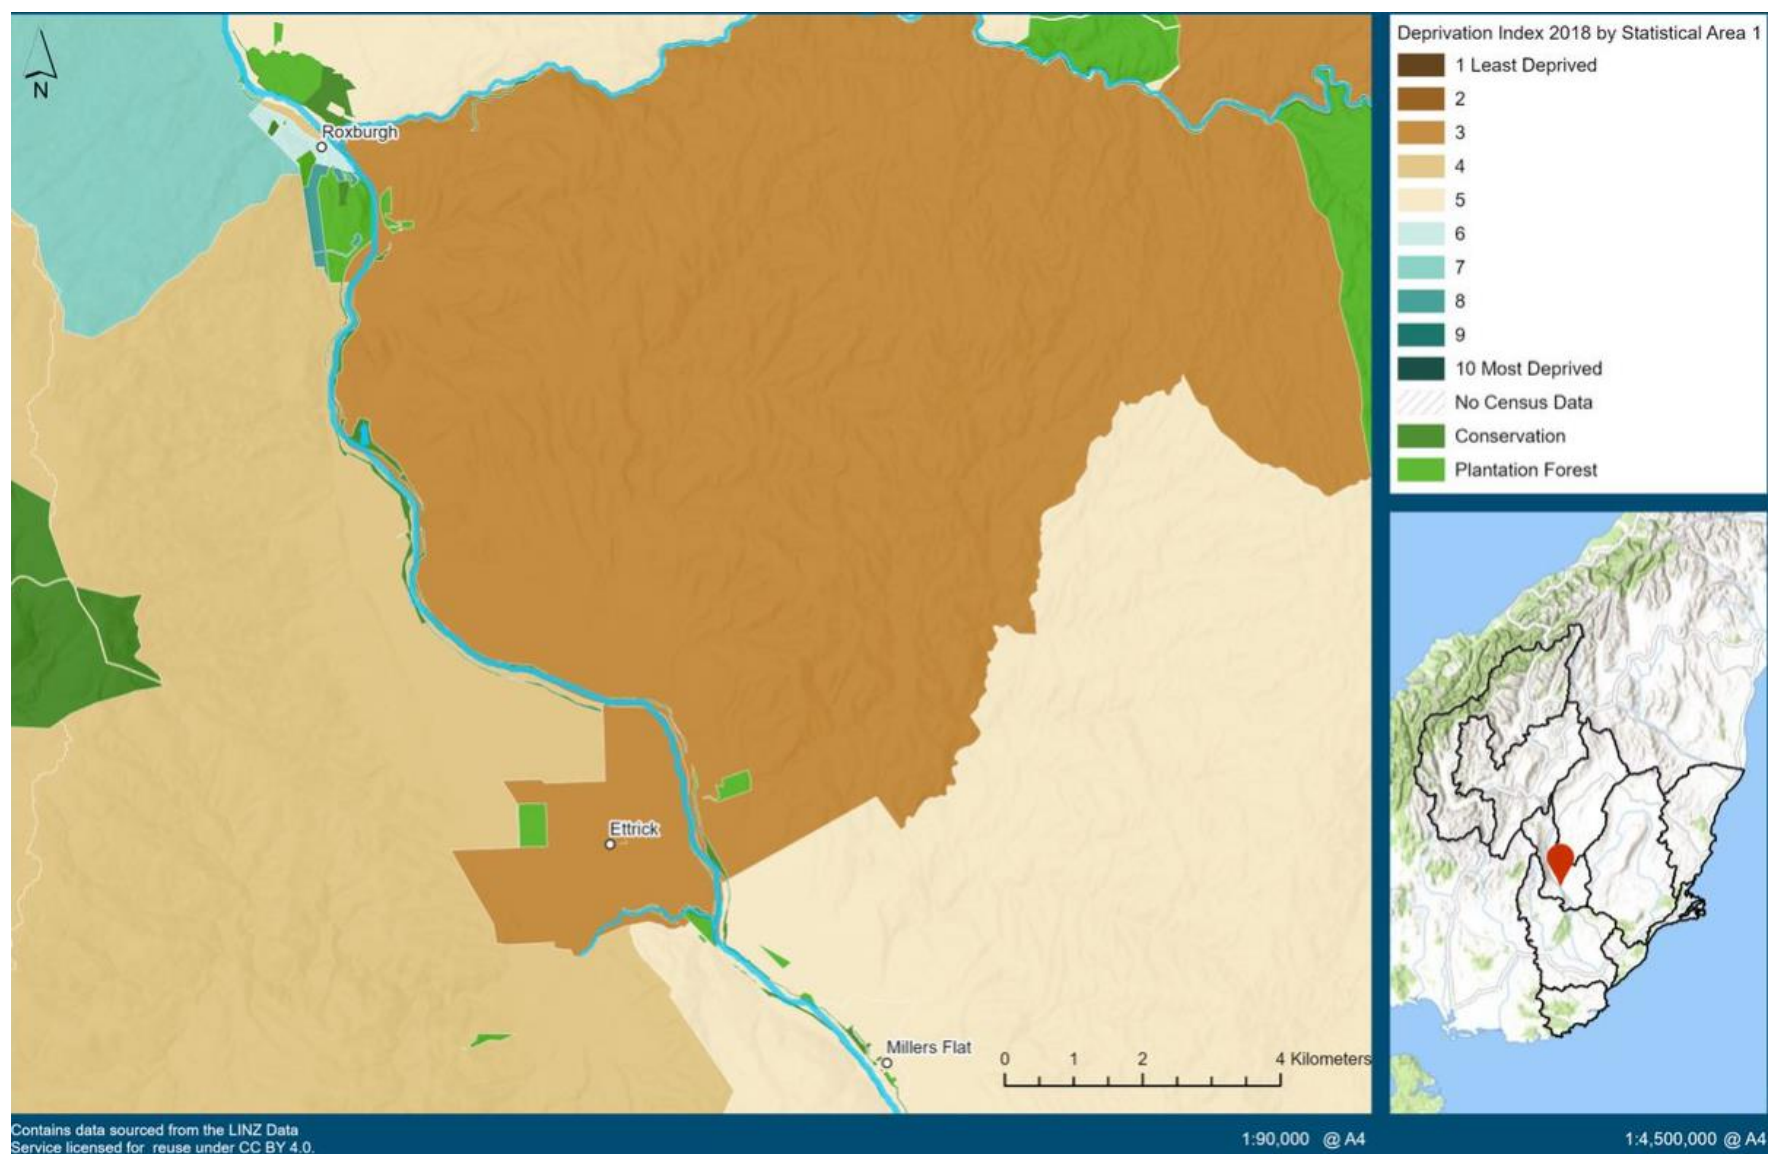 N
Roxburgh
Ettrick
Millers Flat
0 1 2 4 Kilometers
Deprivation Index 2018 by Statistical Area 1
1 Least Deprived
2
3
4
5
6
7
8
9
10 Most Deprived
No Census Data
Conservation
Plantation Forest
Contains data sourced from the LINZ Data
Service licensed for reuse under CC BY 4.0.
1:90,000 @ A4
1:4,500,000 @ A4